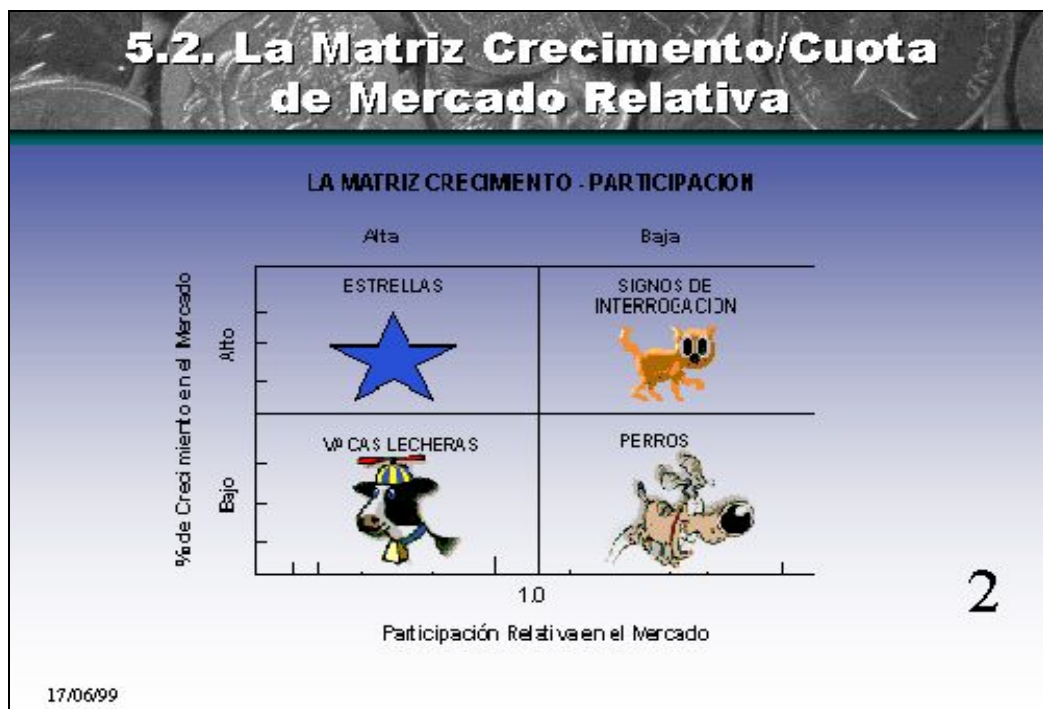 5.2. La Matriz Crecimento/Cuota
de Mercado Relativa
LA MATRIZ CRECIMIENTO - PARTICIPACION
Alta
Baja
% de Crecimiento en el Mercado
Alto
Bajo
ESTRELLAS
SIGNOS DE
INTERROGACION
VACAS LECHERAS
PERROS
1.0
Participación Relativa en el Mercado
2
17/06/99